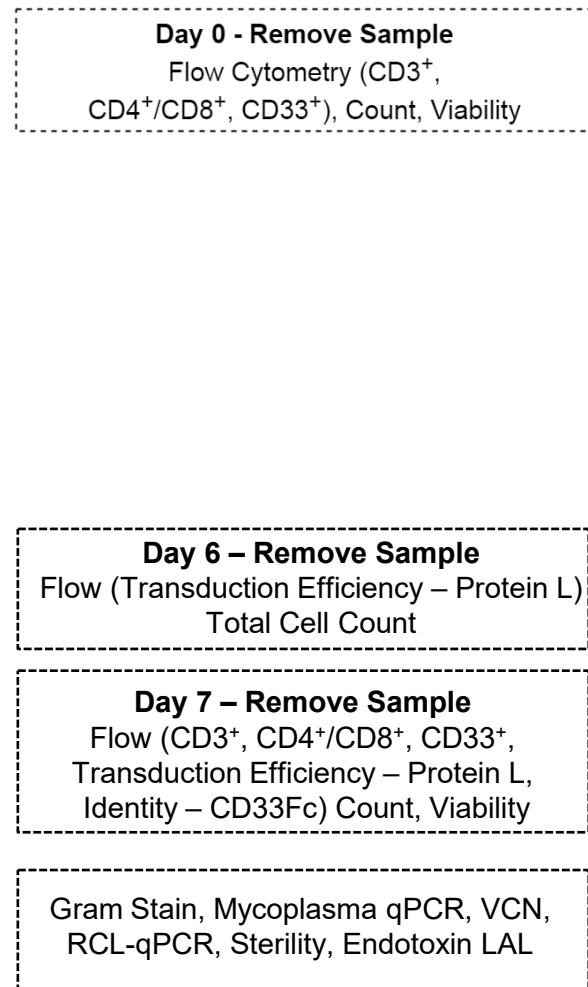 Day 0 - Remove Sample
Flow Cytometry (CD3⁺,
CD4⁺/CD8⁺, CD33⁺), Count, Viability
Day 6 – Remove Sample
Flow (Transduction Efficiency – Protein L)
Total Cell Count
Day 7 – Remove Sample
Flow (CD3⁺, CD4⁺/CD8⁺, CD33⁺,
Transduction Efficiency – Protein L,
Identity – CD33Fc) Count, Viability
Gram Stain, Mycoplasma qPCR, VCN,
RCL-qPCR, Sterility, Endotoxin LAL